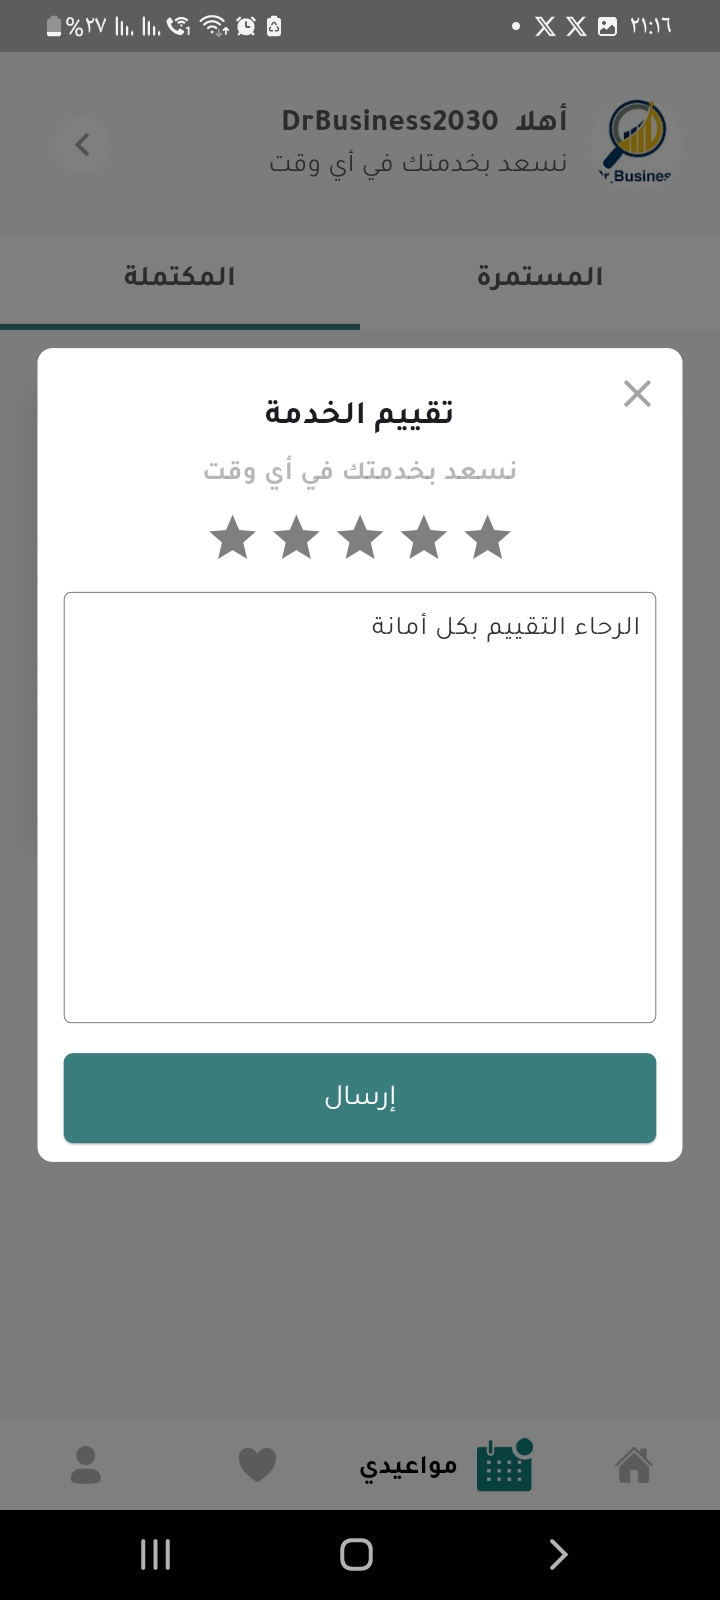 ٢١:١٦ %٢٧
أهلا DrBusiness2030
نسعد بخدمتك في أي وقت
Dr.Busines
المستمرة المكتملة
تقييم الخدمة
نسعد بخدمتك في أي وقت
الرحاء التقييم بكل أمانة
إرسال
مواعيدي